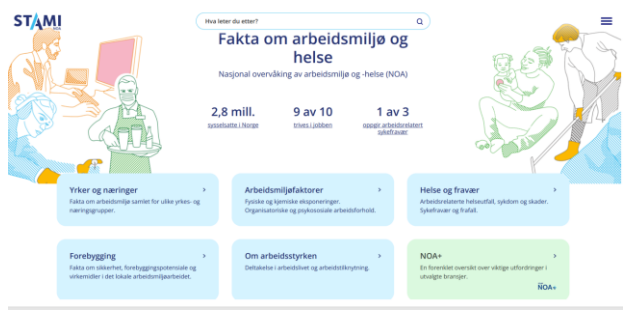 STAMI
NOA
Hva leter du etter?
Fakta om arbeidsmiljø og
helse
Nasjonal overvåking av arbeidsmiljø og -helse (NOA)
2,8 mill.
sysselsatte i Norge
9 av 10
trives i jobben
1 av 3
oppgir arbeidsrelatert
sykefravær
Yrker og næringer
Fakta om arbeidsmiljø samlet for ulike yrkes- og
næringsgrupper.
Arbeidsmiljøfaktorer
Fysiske og kjemiske eksponeringer.
Organisatoriske og psykososiale arbeidsforhold.
Helse og fravær
Arbeidsrelaterte helseutfall, sykdom og skader.
Sykefravær og frafall.
Forebygging
Fakta om sikkerhet, forebyggingspotensiale og
virkemidler i det lokale arbeidsmiljøarbeidet.
Om arbeidsstyrken
Deltakelse i arbeidslivet og arbeidstilknytning.
NOA+
En forenklet oversikt over viktige utfordringer i
utvalgte bransjer.
NOA+